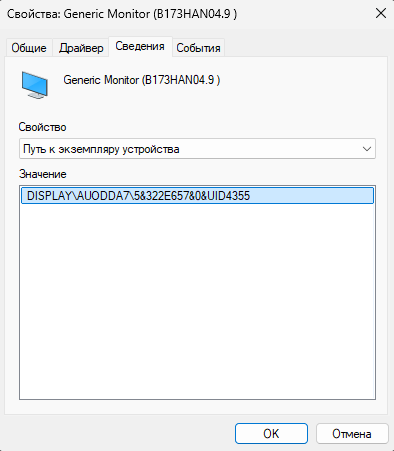 Свойства: Generic Monitor (B173HAN04.9 )
Общие Драйвер Сведения События
Generic Monitor (B173HAN04.9 )
Свойство
Путь к экземпляру устройства
Значение
DISPLAY\AUODDA7\5&322E657&0&UID4355
OK Отмена